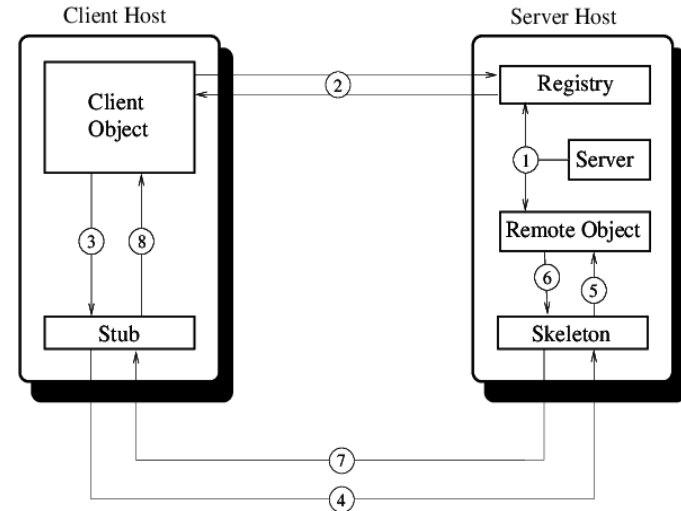 Client Host
Server Host
Client
Object
2
Registry
1
Server
3
8
Remote Object
6
5
Stub
Skeleton
7
4